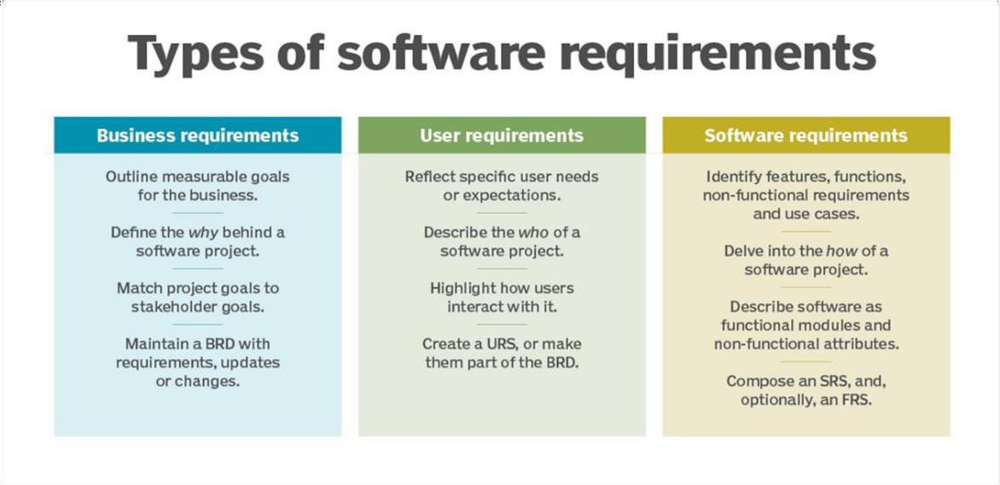 Types of software requirements
Business requirements
Outline measurable goals
for the business.
Define the why behind a
software project.
Match project goals to
stakeholder goals.
Maintain a BRD with
requirements, updates
or changes.
User requirements
Reflect specific user needs
or expectations.
Describe the who of a
software project.
Highlight how users
interact with it.
Create a URS, or make
them part of the BRD.
Software requirements
Identify features, functions,
non-functional requirements
and use cases.
Delve into the how of a
software project.
Describe software as
functional modules and
non-functional attributes.
Compose an SRS, and,
optionally, an FRS.